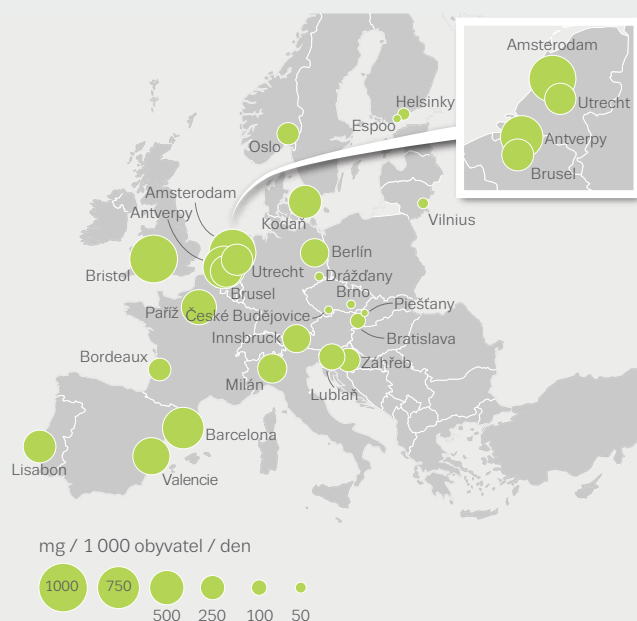 Amsterodam
Utrecht
Antverpy
Brusel
Helsinky
Espoo
Oslo
Amsterodam
Antverpy
Kodaň
Vilnius
Bristol
Utrecht
Berlín
Brusel
Drážďany
Brno
Piešťany
Paříž
České Budějovice
Innsbruck
Bratislava
Bordeaux
Milán
Záhřeb
Lublaň
Barcelona
Lisabon
Valencie
mg / 1 000 obyvatel / den
1000 750
500 250 100 50